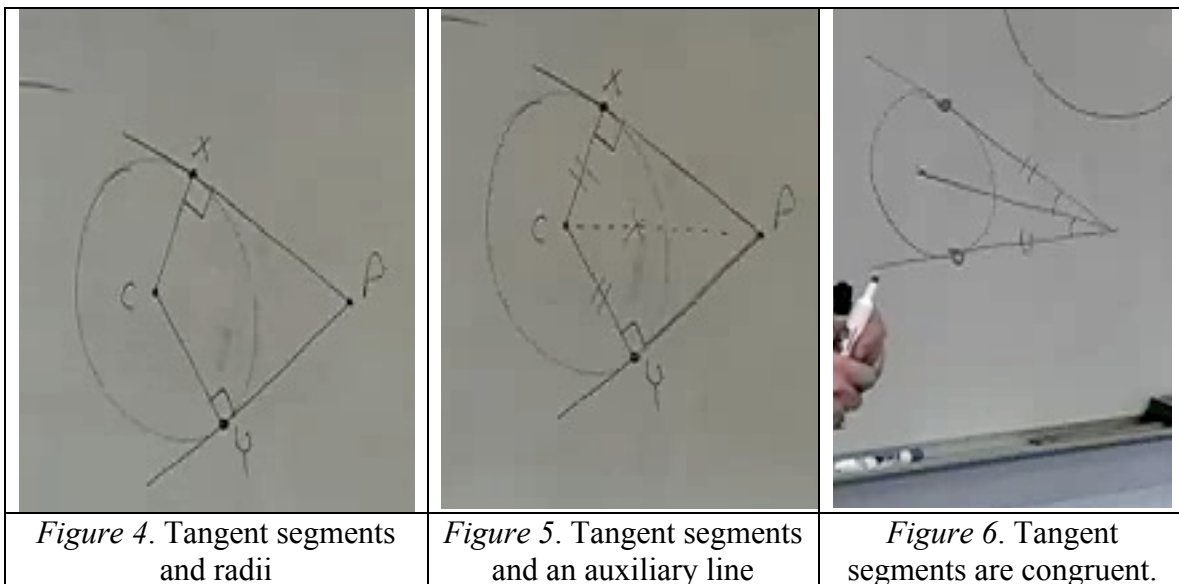 X
C
P
Y
X
C
P
Y
Figure 4. Tangent segments
and radii
Figure 5. Tangent segments
and an auxiliary line
Figure 6. Tangent
segments are congruent.